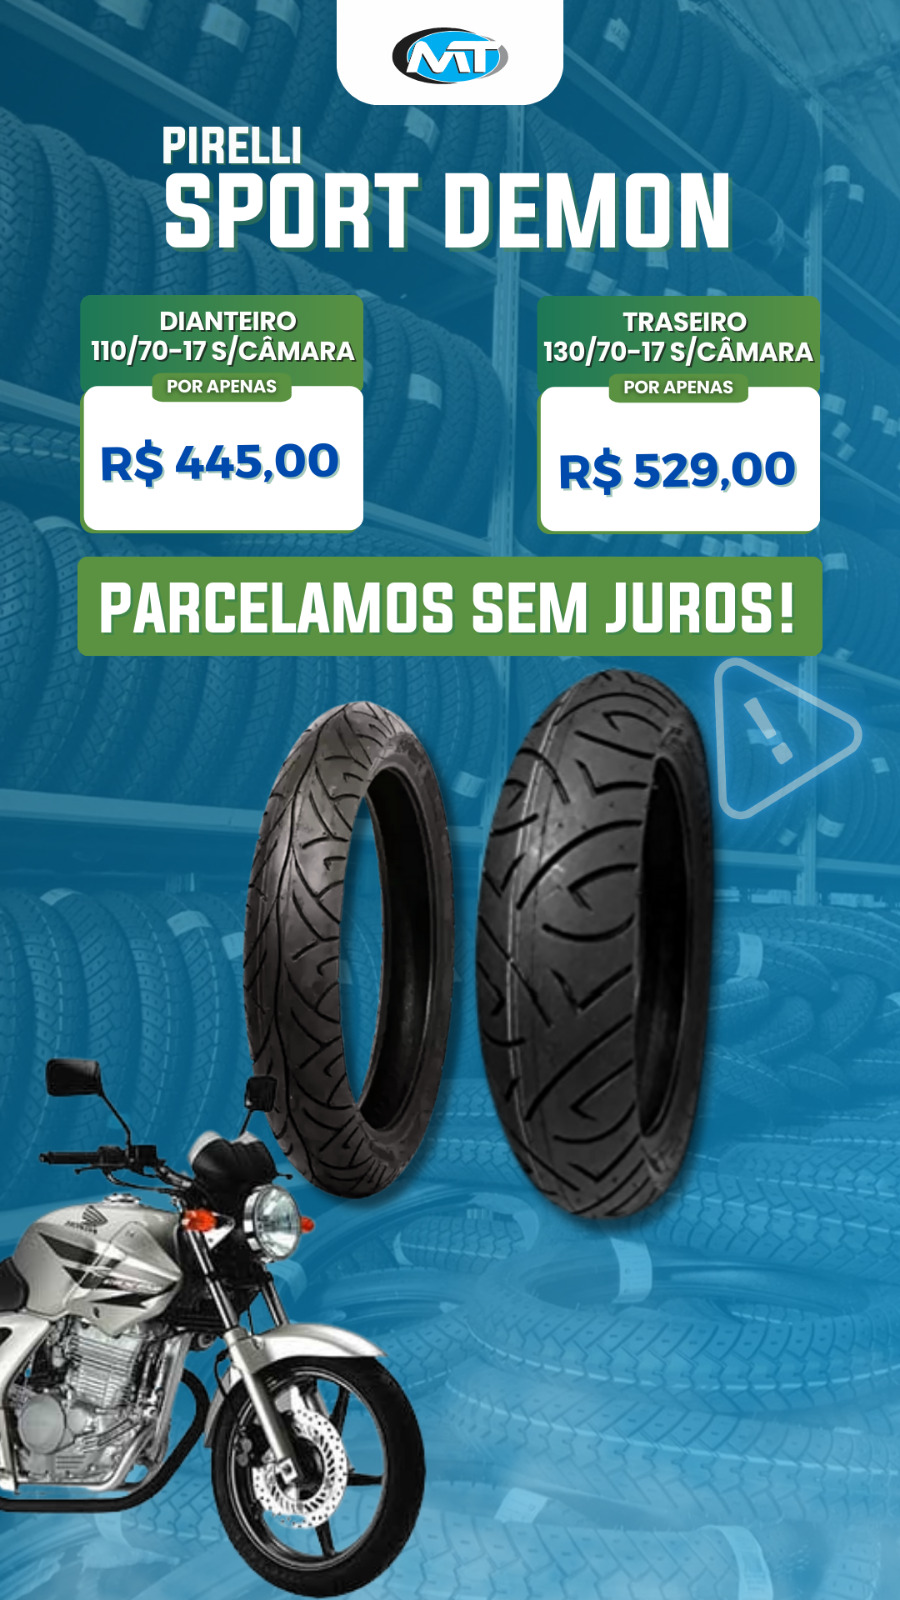 MT
PIRELLI
SPORT DEMON
DIANTEIRO
110/70-17 S/CÂMARA
POR APENAS
R$ 445,00
TRASEIRO
130/70-17 S/CÂMARA
POR APENAS
R$ 529,00
PARCELAMOS SEM JUROS!
!
HONDA